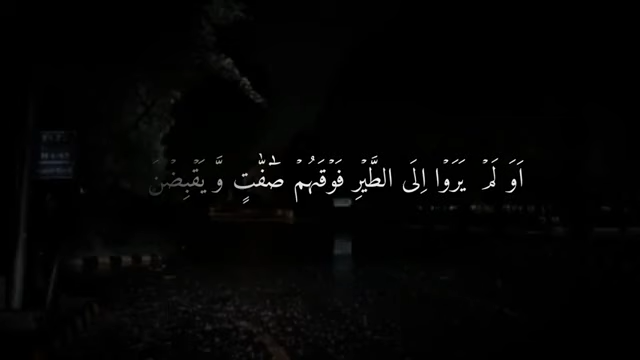 اَوَ لَمۡ يَرَوۡا اِلَى الطَّيۡرِ فَوۡقَهُمۡ صٰٓفّٰتٍ وَّيَقۡبِضۡنَ